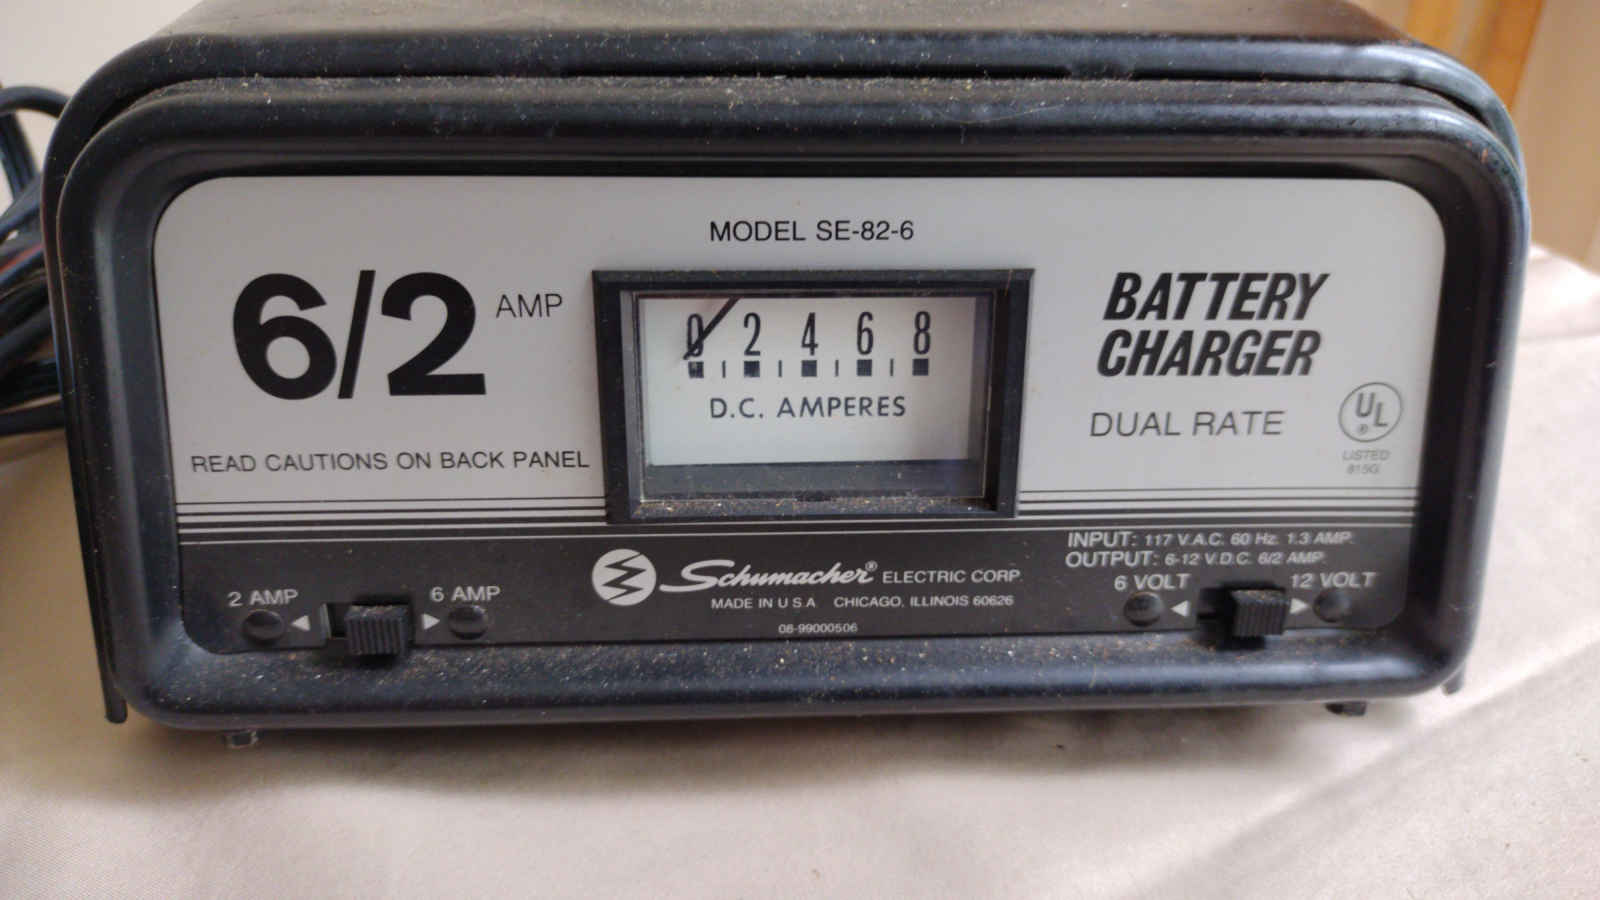 MODEL SE-82-6
6/2 AMP
READ CAUTIONS ON BACK PANEL
0 2 4 6 8
D.C. AMPERES
BATTERY
CHARGER
DUAL RATE
UL
®
LISTED
815G
INPUT: 117 V.A.C. 60 Hz. 1.3 AMP.
OUTPUT: 6-12 V.D.C. 6/2 AMP.
2 AMP 6 AMP
Schumacher® ELECTRIC CORP.
MADE IN U.S.A. CHICAGO, ILLINOIS 60626
08-99000506
6 VOLT 12 VOLT